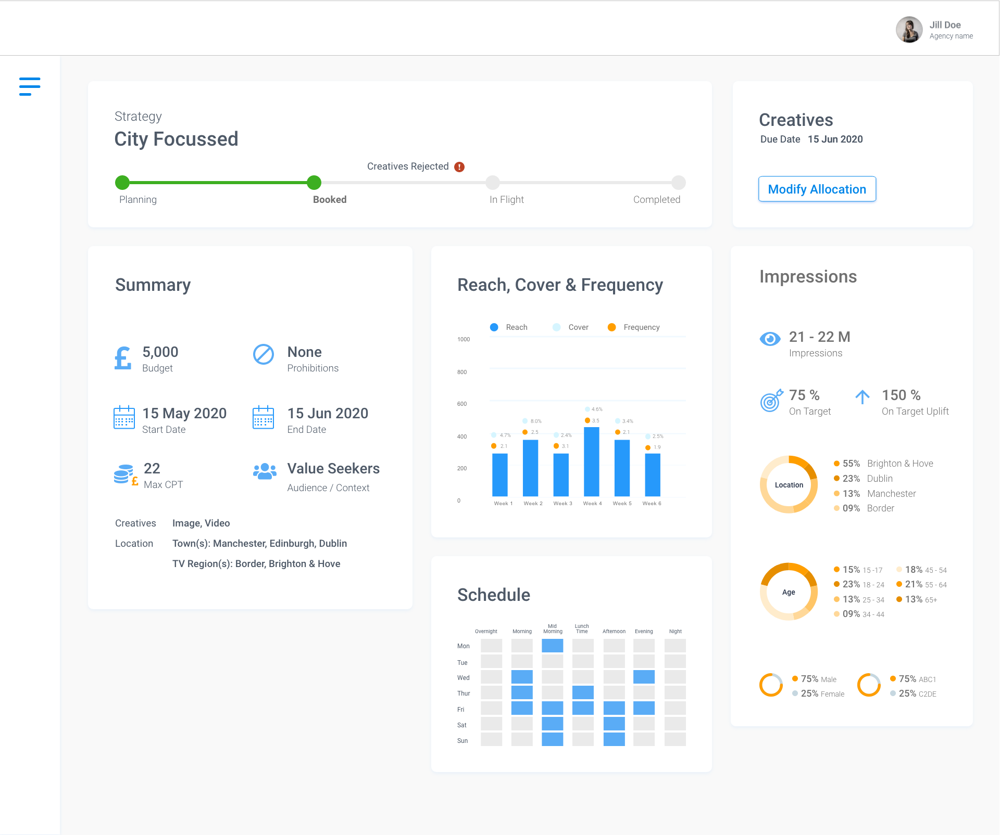 Jill Doe
Agency name
Strategy
City Focussed
Creatives Rejected
Planning
Booked
In Flight
Completed
Creatives
Due Date 15 Jun 2020
Modify Allocation
Summary
5,000
Budget
None
Prohibitions
15 May 2020
Start Date
15 Jun 2020
End Date
22
Max CPT
Value Seekers
Audience / Context
Creatives Image, Video
Location Town(s): Manchester, Edinburgh, Dublin
TV Region(s): Border, Brighton & Hove
Reach, Cover & Frequency
Reach Cover Frequency
1000
800
600
400
200
0
4.7%
2.1
8.0%
2.5
2.4%
3.1
4.6%
3.5
3.4%
2.1
2.5%
1.9
Week 1 Week 2 Week 3 Week 4 Week 5 Week 6
Schedule
Overnight Morning Mid Morning Lunch Time Afternoon Evening Night
Mon
Tue
Wed
Thur
Fri
Sat
Sun
Impressions
21 - 22 M
Impressions
75 %
On Target
150 %
On Target Uplift
Location
55% Brighton & Hove
23% Dublin
13% Manchester
09% Border
Age
15% 15 -17
23% 18 - 24
13% 25 - 34
09% 34 - 44
18% 45 - 54
21% 55 - 64
13% 65+
75% Male
25% Female
75% ABC1
25% C2DE